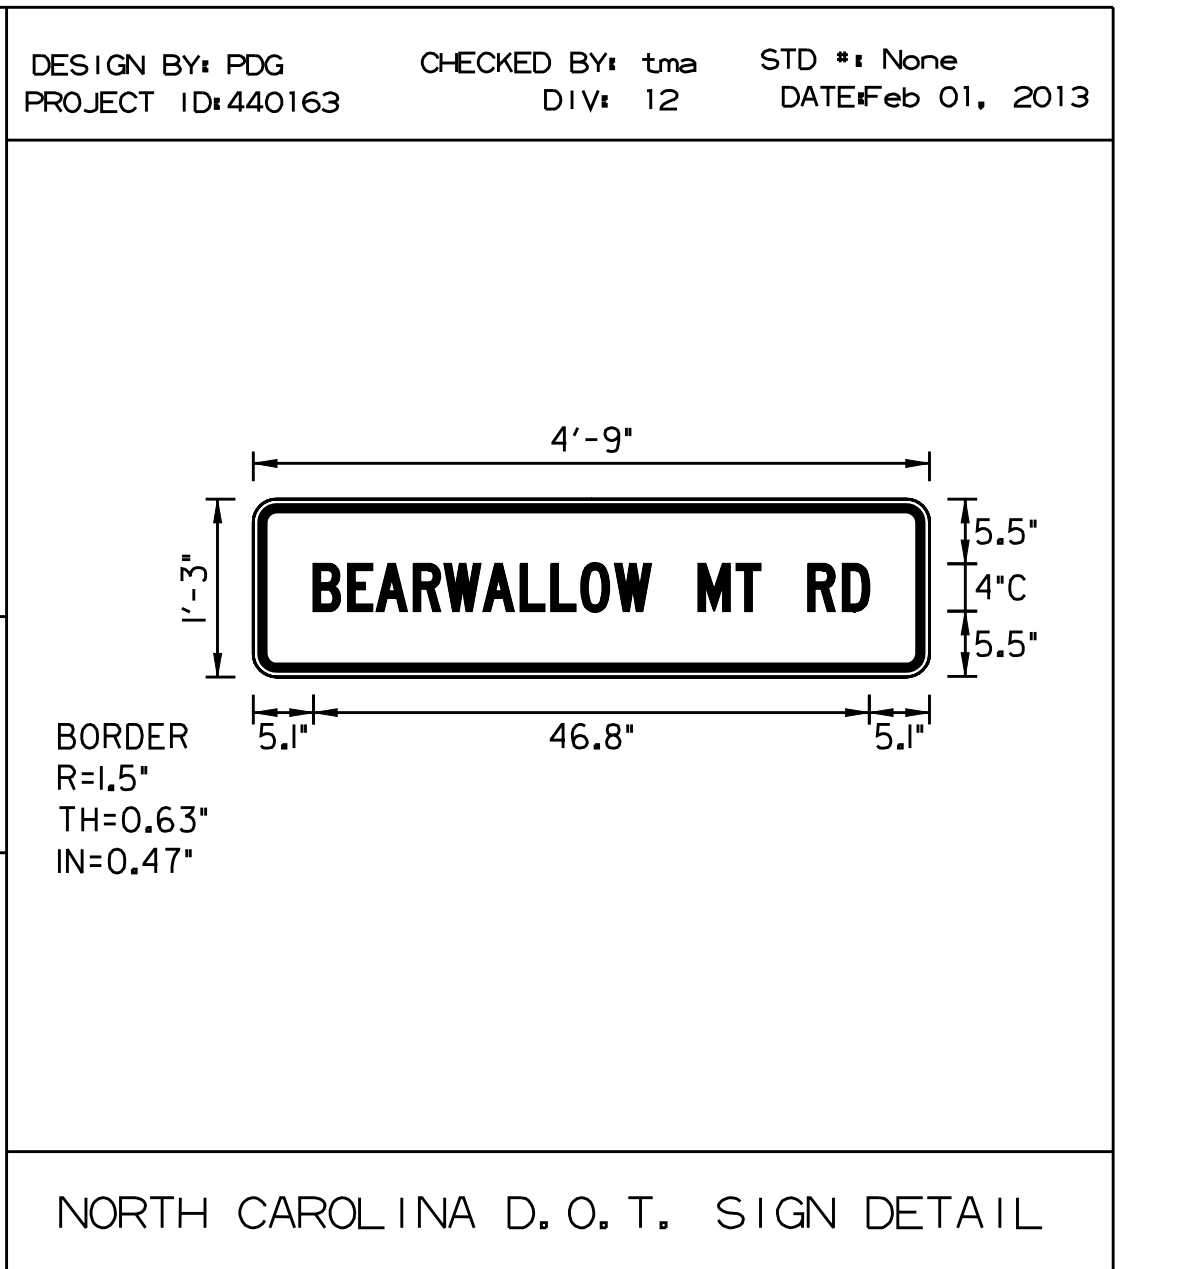 DESIGN BY: PDG CHECKED BY: tma STD #: None
PROJECT ID:440163 DIV: 12 DATE:Feb 01, 2013
4'-9"
1'-3"
BEARWALLOW MT RD
5.5"
4"C
5.5"
5.1" 46.8" 5.1"
BORDER
R=1.5"
TH=0.63"
IN=0.47"
NORTH CAROLINA D.O.T. SIGN DETAIL